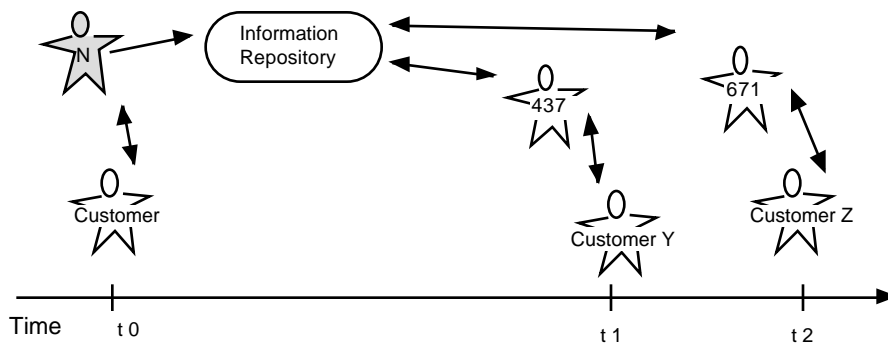 N
Information
Repository
437
671
Customer
Customer Y
Customer Z
Time
t 0
t 1
t 2